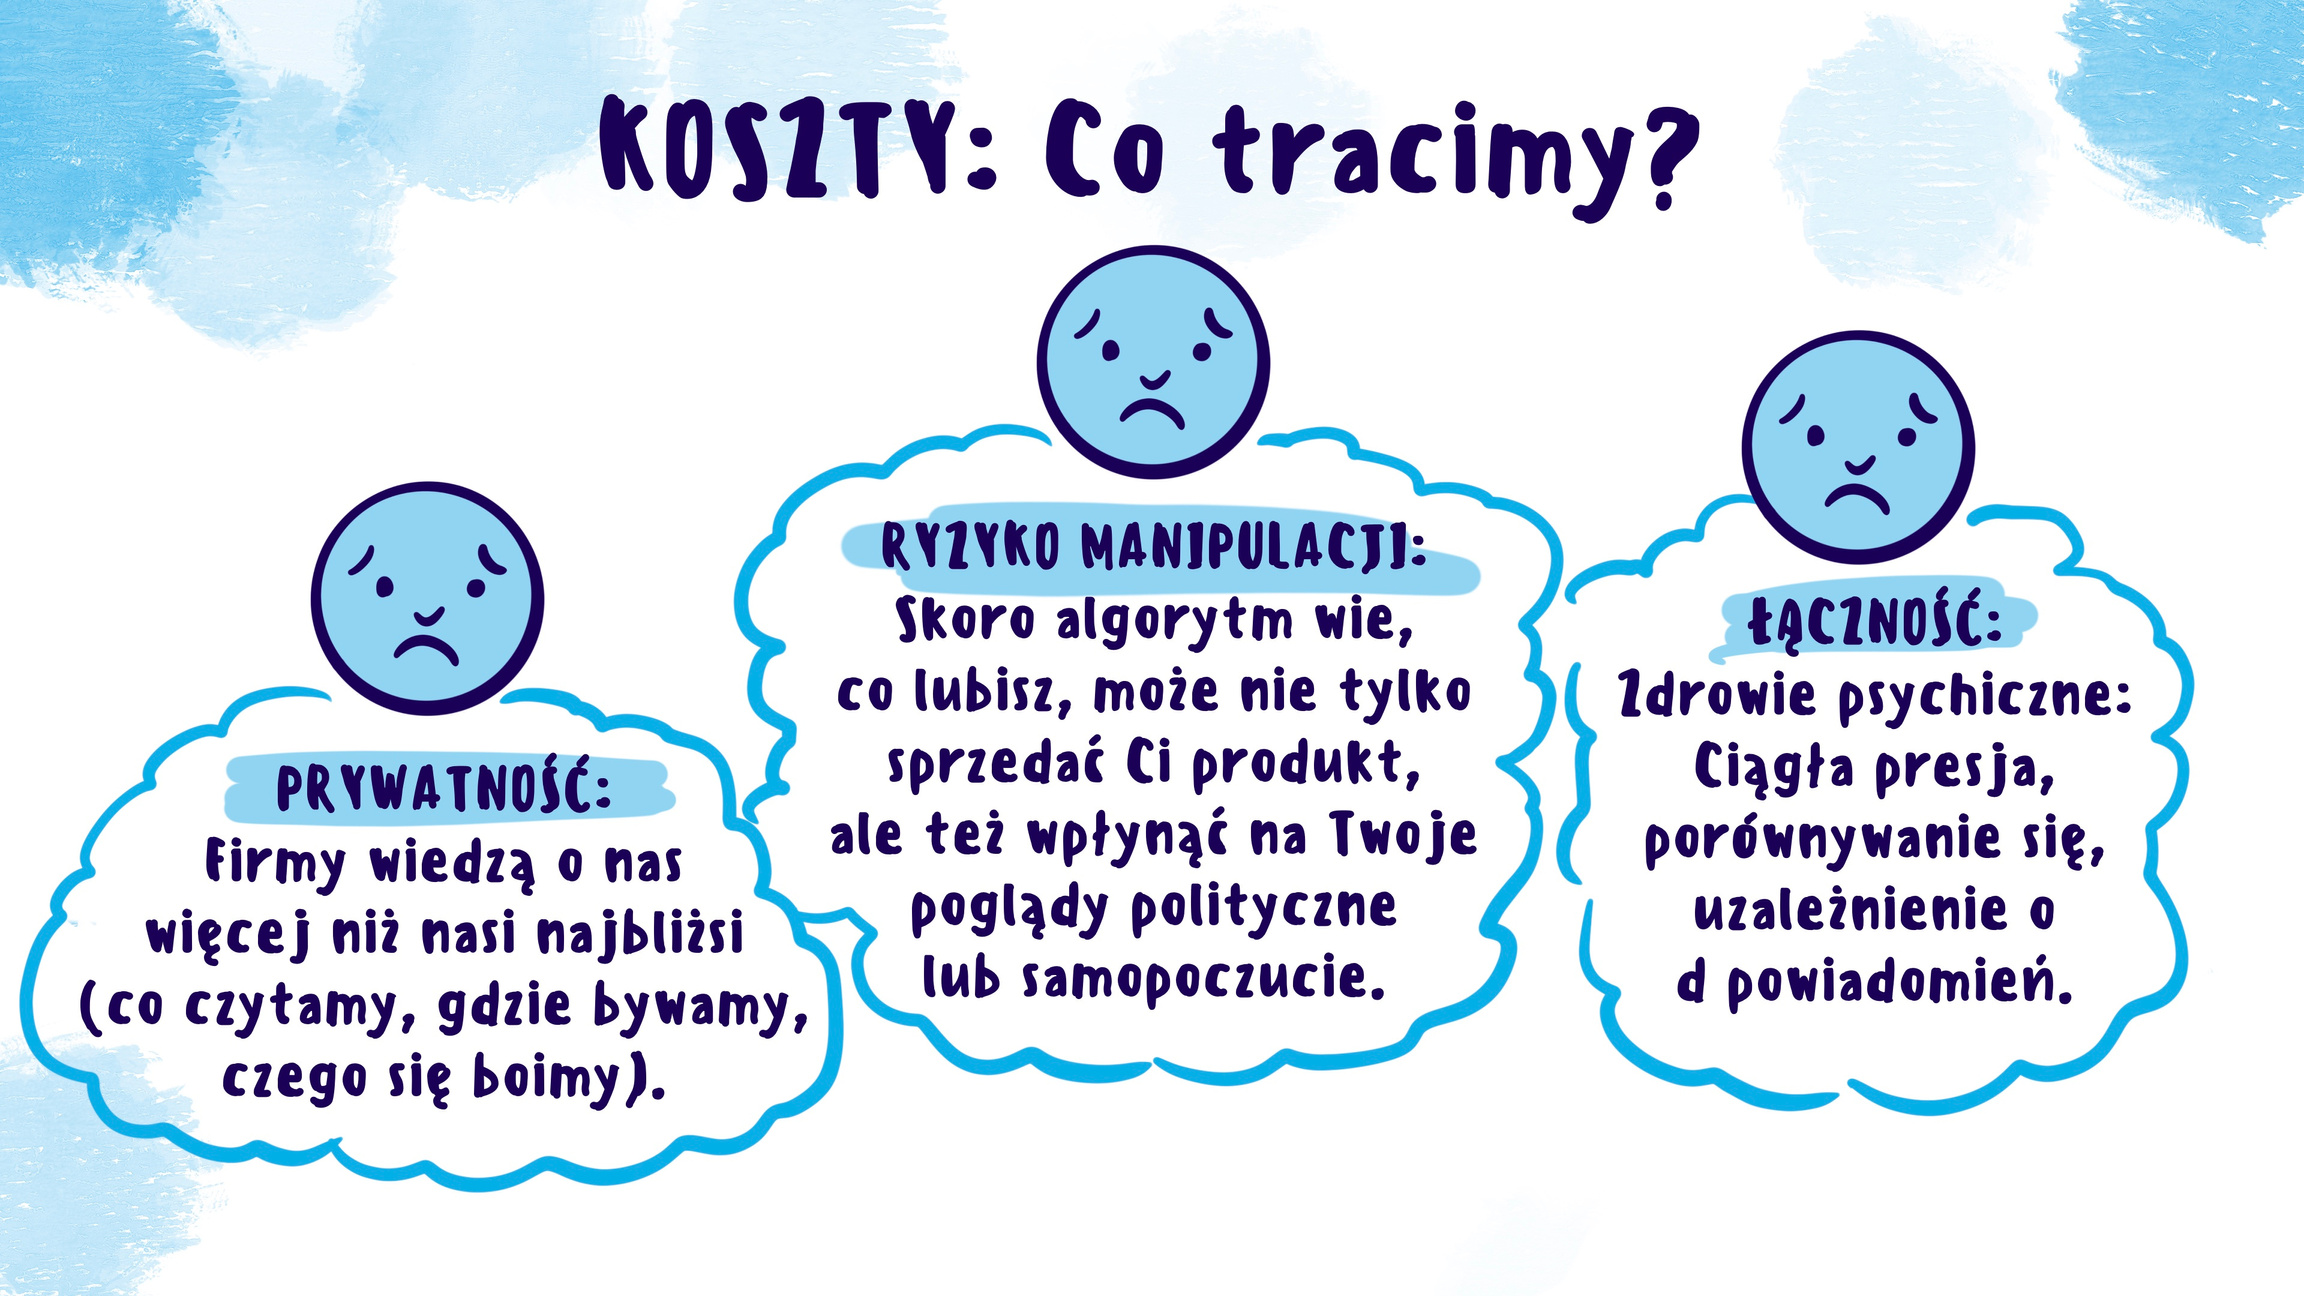 KOSZTY: Co tracimy?
PRYWATNOŚĆ:
Firmy wiedzą o nas
więcej niż nasi najbliżsi
(co czytamy, gdzie bywamy,
czego się boimy).
RYZYKO MANIPULACJI:
Skoro algorytm wie,
co lubisz, może nie tylko
sprzedać Ci produkt,
ale też wpłynąć na Twoje
poglądy polityczne
lub samopoczucie.
ŁĄCZNOŚĆ:
Zdrowie psychiczne:
Ciągła presja,
porównywanie się,
uzależnienie o
d powiadomień.